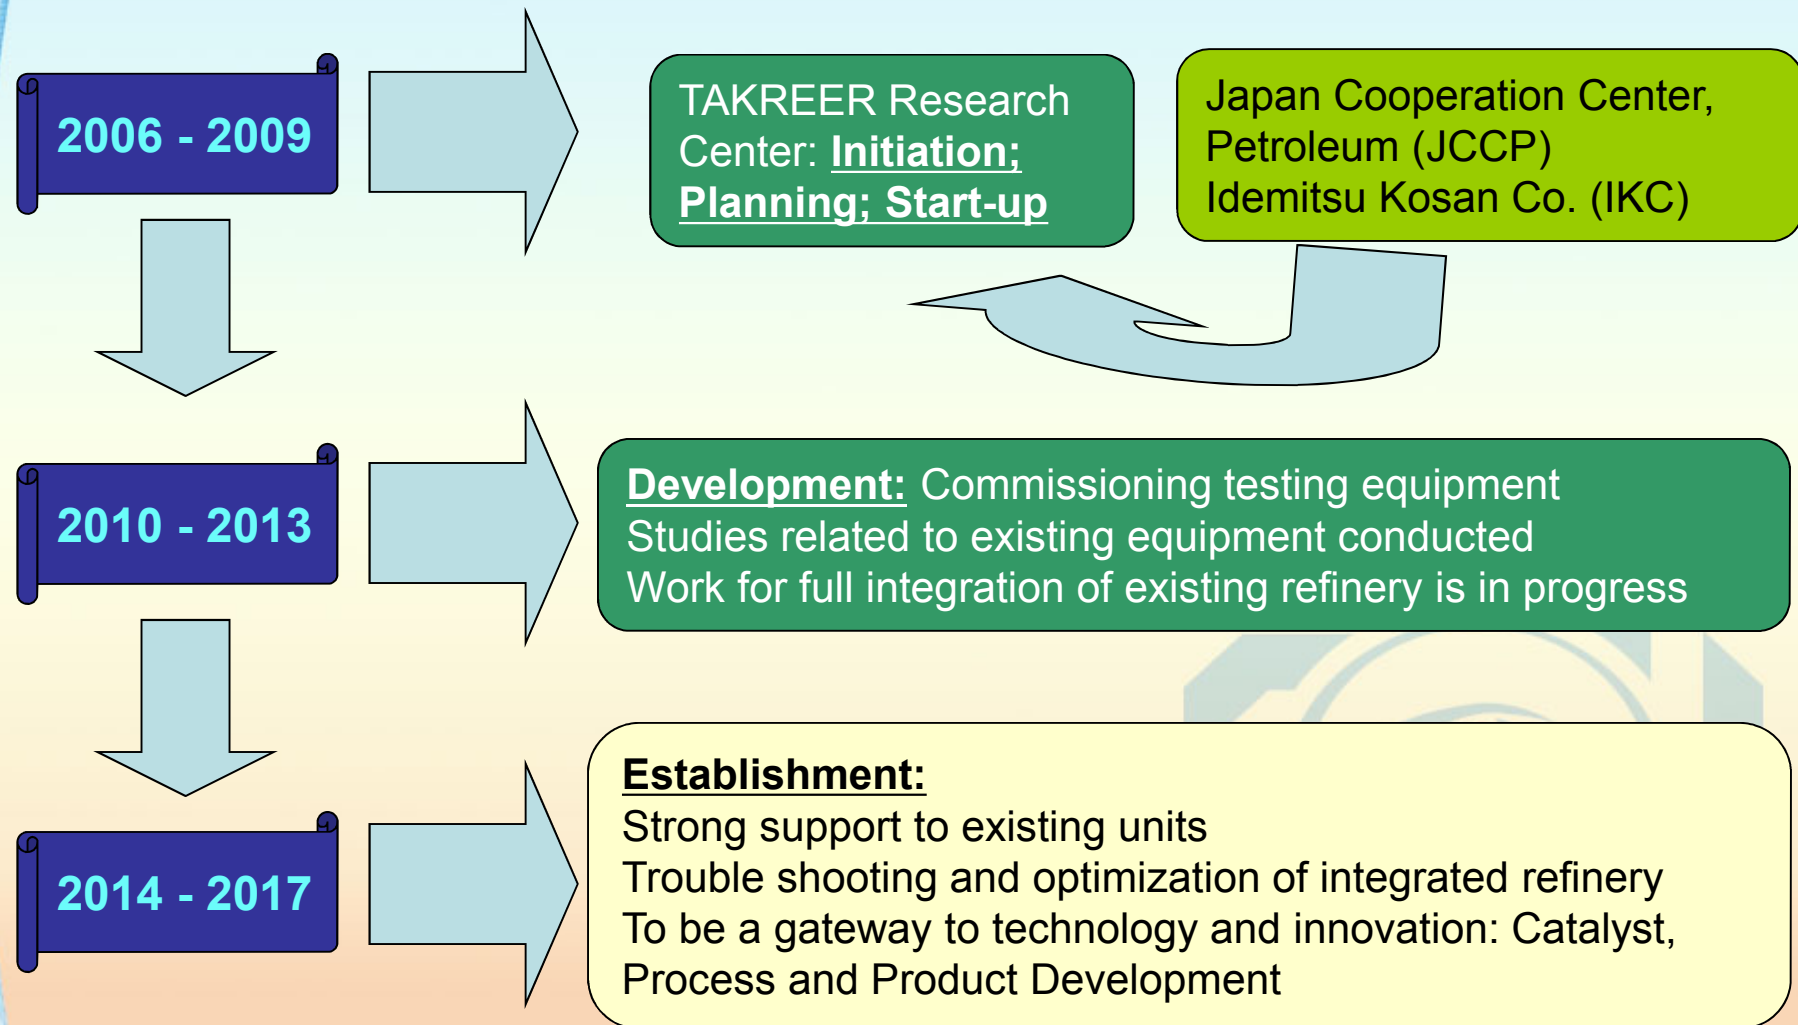 2006 - 2009
TAKREER Research
Center: Initiation;
Planning; Start-up
Japan Cooperation Center,
Petroleum (JCCP)
Idemitsu Kosan Co. (IKC)
2010 - 2013
Development: Commissioning testing equipment
Studies related to existing equipment conducted
Work for full integration of existing refinery is in progress
2014 - 2017
Establishment:
Strong support to existing units
Trouble shooting and optimization of integrated refinery
To be a gateway to technology and innovation: Catalyst,
Process and Product Development